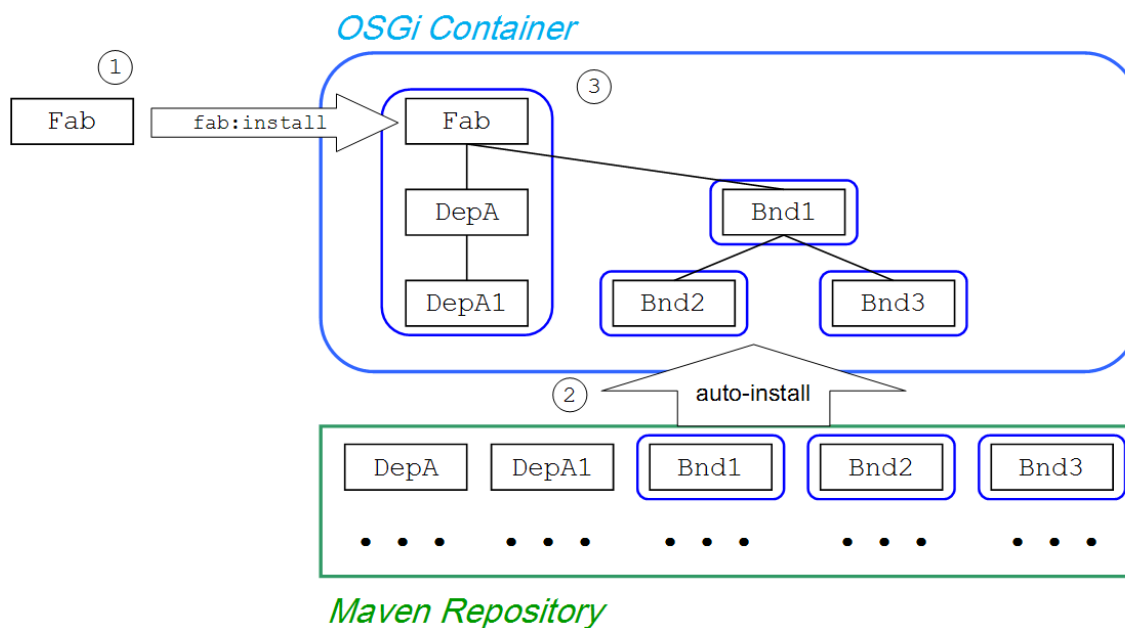 OSGi Container
1
3
Fab
fab:install
Fab
DepA
Bnd1
DepA1
Bnd2
Bnd3
2
auto-install
DepA
DepA1
Bnd1
Bnd2
Bnd3
Maven Repository